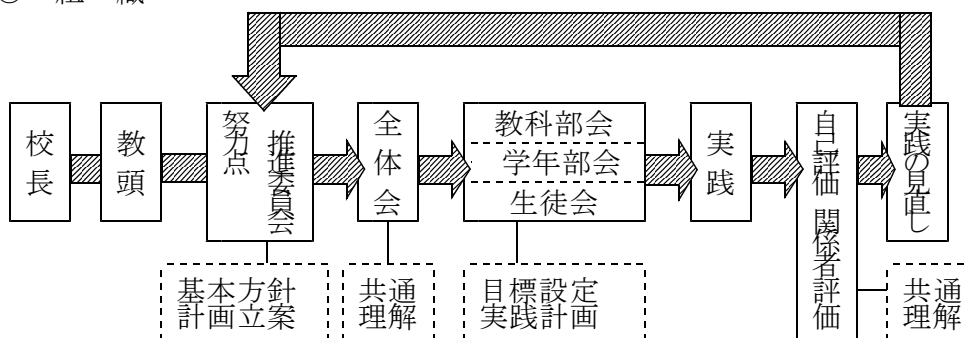 組 織
校長
教頭
努力点
推進委員会
全体会
教科部会
学年部会
生徒会
実践
自己評価 関係者評価
実践の見直し
基本方針
計画立案
共通
理解
目標設定
実践計画
共通
理解